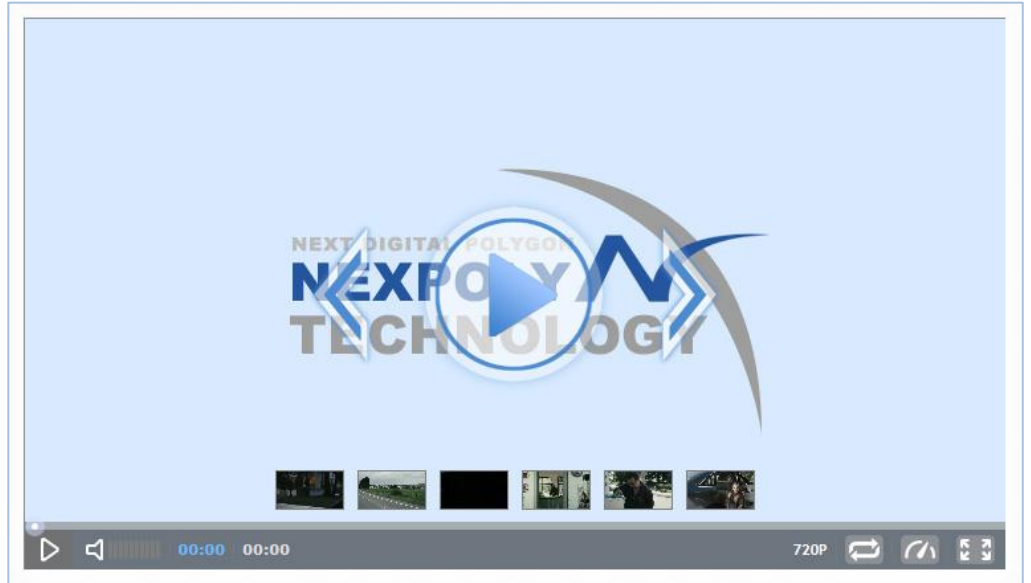 NEXT DIGITAL POLYGON
NEXPOLY
TECHNOLOGY
00:00 00:00
720P